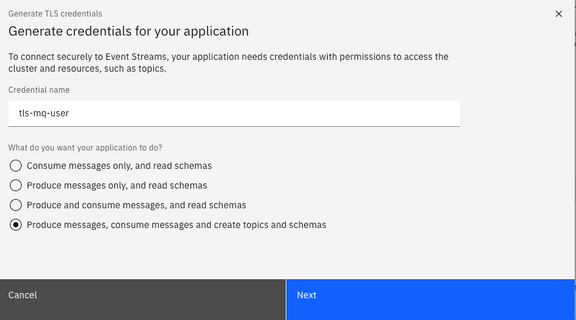 Generate TLS credentials
Generate credentials for your application
To connect securely to Event Streams, your application needs credentials with permissions to access the
cluster and resources, such as topics.
Credential name
tls-mq-user
What do you want your application to do?
Consume messages only, and read schemas
Produce messages only, and read schemas
Produce and consume messages, and read schemas
Produce messages, consume messages and create topics and schemas
Cancel
Next